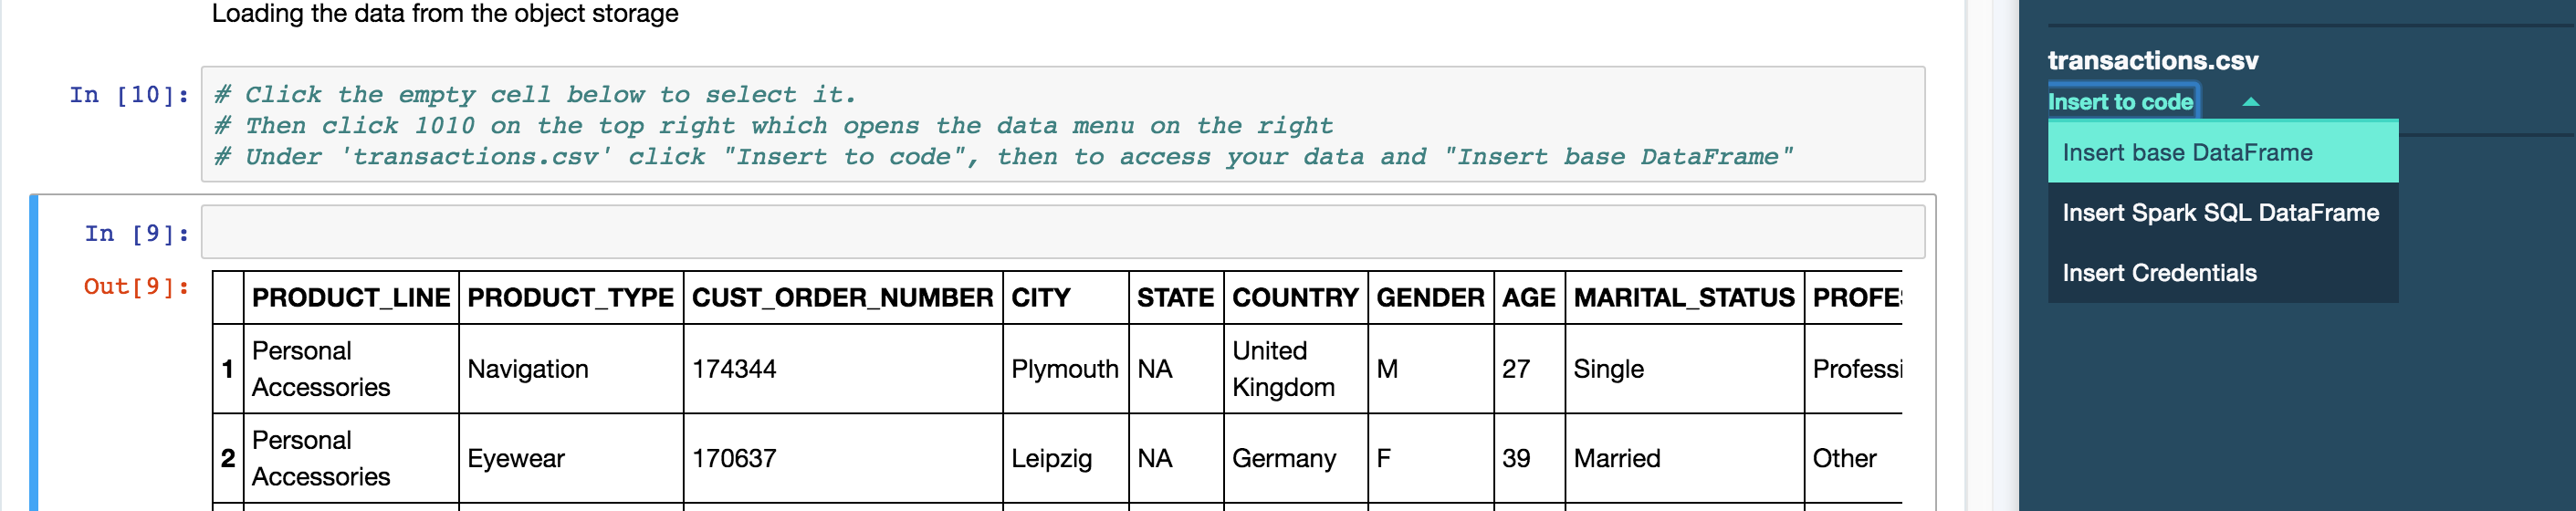 Loading the data from the object storage
In [10]:
# Click the empty cell below to select it.
# Then click 1010 on the top right which opens the data menu on the right
# Under 'transactions.csv' click "Insert to code", then to access your data and "Insert base DataFrame"
In [9]:
Out[9]:
PRODUCT_LINE PRODUCT_TYPE CUST_ORDER_NUMBER CITY STATE COUNTRY GENDER AGE MARITAL_STATUS
1 Personal Accessories Navigation 174344 Plymouth NA United Kingdom M 27 Single
2 Personal Accessories Eyewear 170637 Leipzig NA Germany F 39 Married Other
transactions.csv
Insert to code
Insert base DataFrame
Insert Spark SQL DataFrame
Insert Credentials